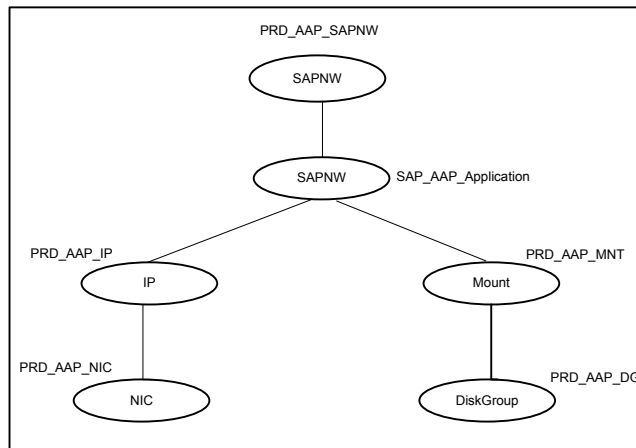 PRD_AAP_SAPNW
SAPNW
SAPNW
SAP_AAP_Application
PRD_AAP_IP
IP
PRD_AAP_MNT
Mount
PRD_AAP_NIC
NIC
PRD_AAP_DG
DiskGroup